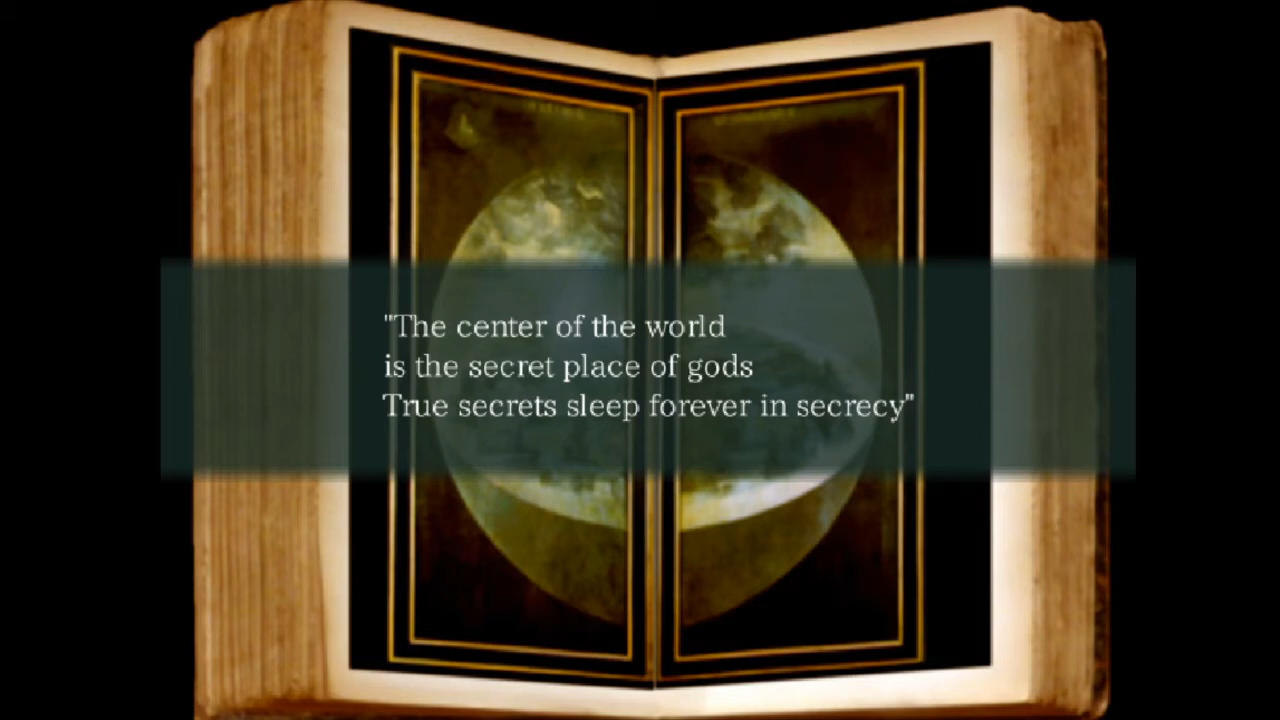 "The center of the world
is the secret place of gods
True secrets sleep forever in secrecy"